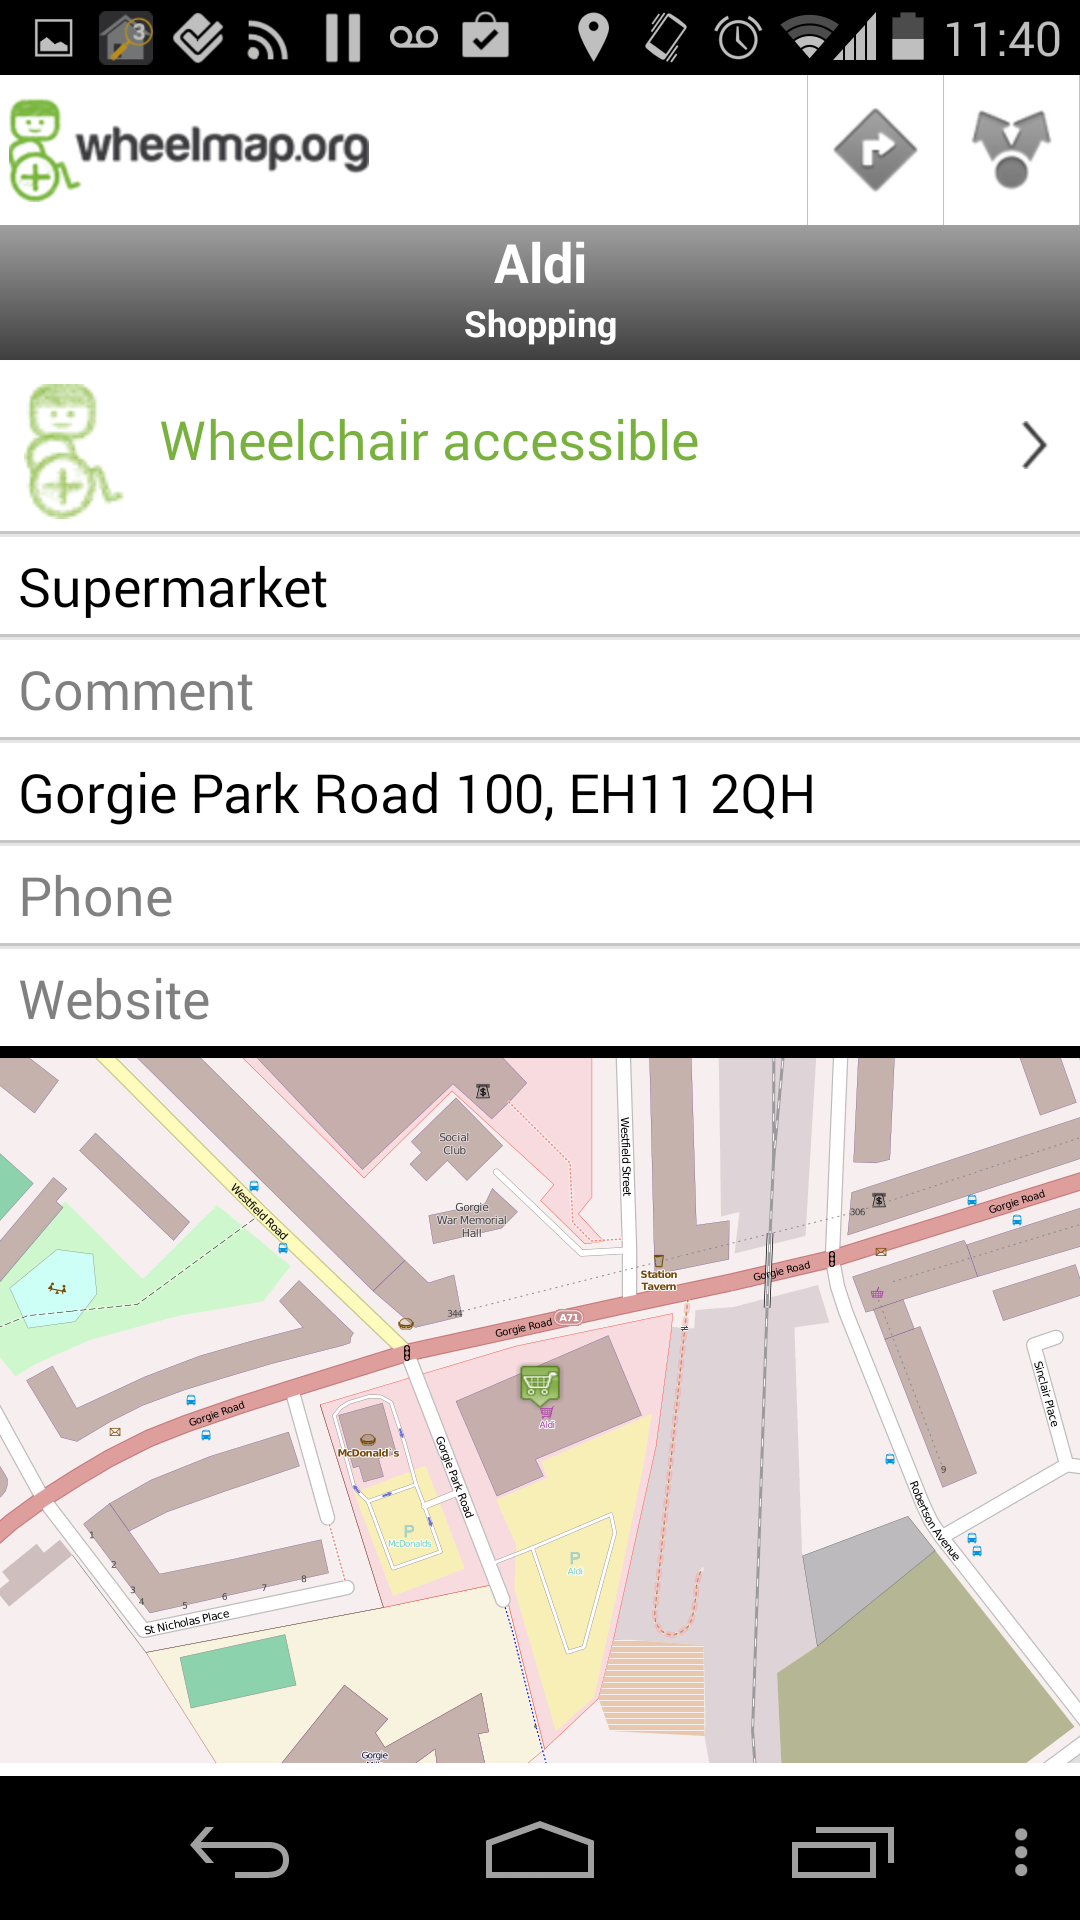 3
11:40
wheelmap.org
Aldi
Shopping
Wheelchair accessible
Supermarket
Comment
Gorgie Park Road 100, EH11 2QH
Phone
Website
Social
Club
Westfield Street
Westfield Road
Gorgie
War Memorial
Hall
306
Gorgie Road
Station
Tavern
Gorgie Road
344
Gorgie Road
A71
Sinclair Place
Gorgie Road
Aldi
McDonald's
Gorgie Park Road
9
Robertson Avenue
P
McDonalds
P
Aldi
1
2
3
4
5
6
7
8
St Nicholas Place
Gorgie